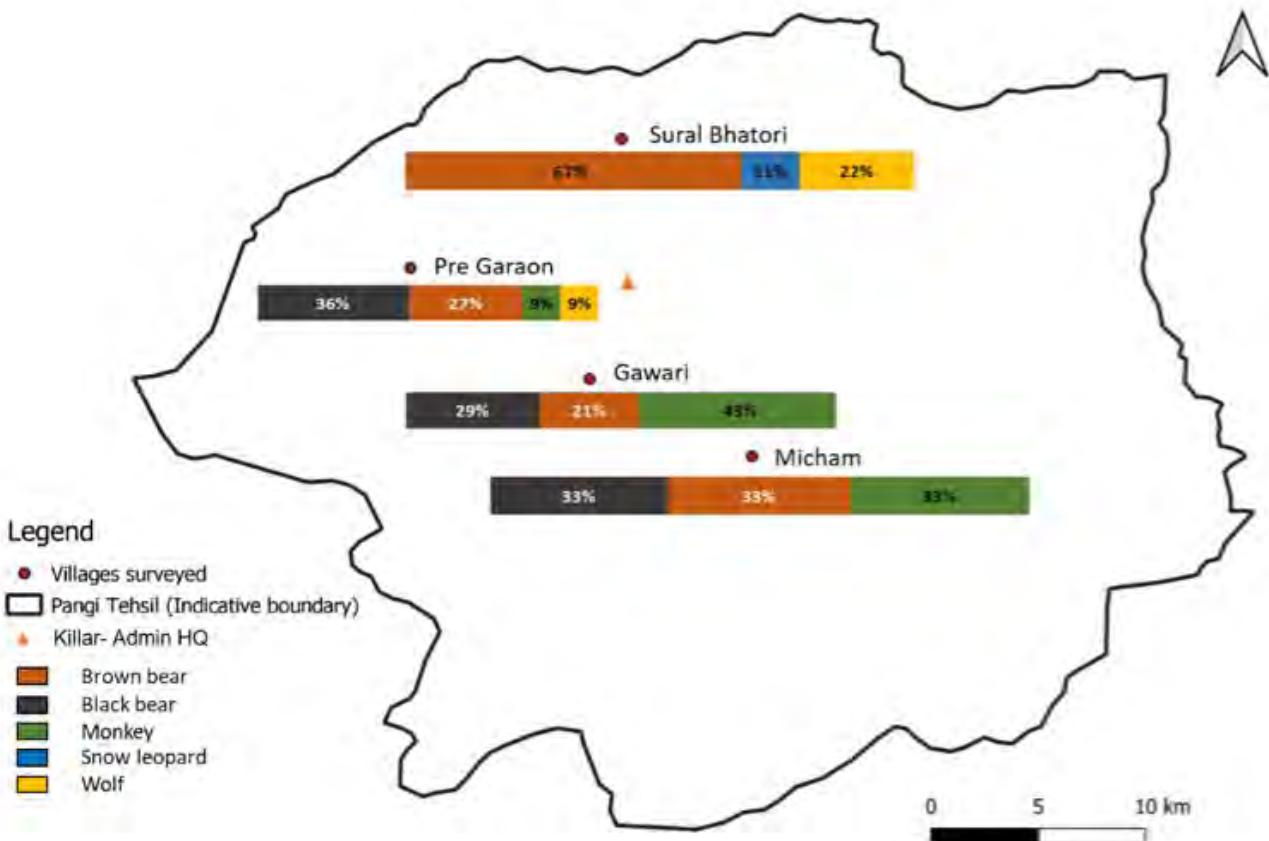 Sural Bhatori
67% 11% 22%
Pre Garaon
36% 27% 9% 9%
Gawari
29% 21% 43%
Micham
33% 33% 33%
Legend
Villages surveyed
Pangi Tehsil (Indicative boundary)
Killar- Admin HQ
Brown bear
Black bear
Monkey
Snow leopard
Wolf
0 5 10 km